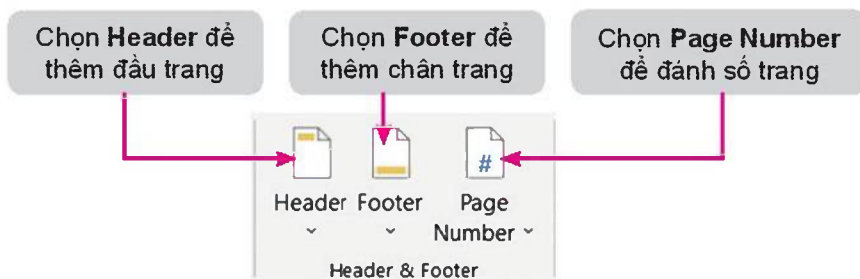 Chọn Header để
thêm đầu trang
Chọn Footer để
thêm chân trang
Chọn Page Number
để đánh số trang
#
Header Footer Page
Number
Header & Footer